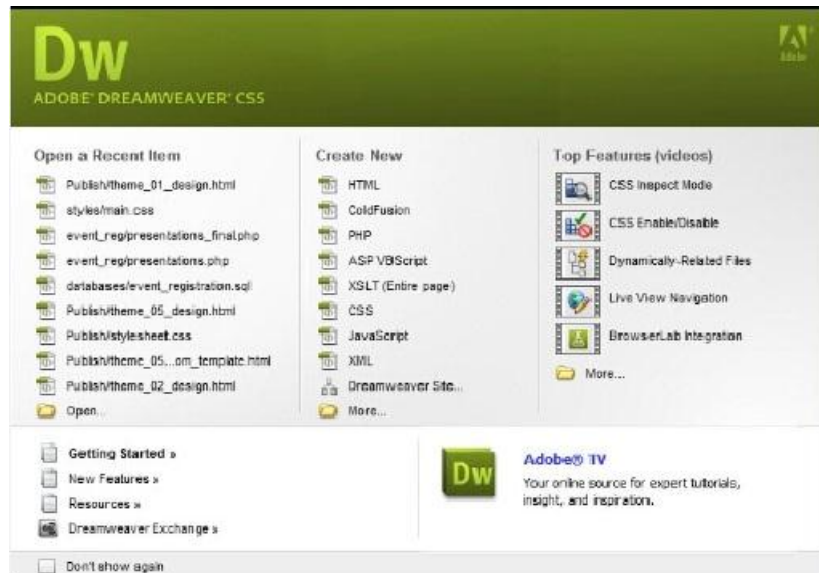 Dw
ADOBE® DREAMWEAVER® CS5
Adobe
Open a Recent Item
Publish/theme_01_design.html
styles/main.css
event_reg/presentations_final.php
event_reg/presentations.php
databases/event_registration.sql
Publish/theme_05_design.html
Publish/stylesheet.css
Publish/theme_05...om_template.html
Publish/theme_02_design.html
Open...
Create New
HTML
ColdFusion
PHP
ASP VBScript
XSLT (Entire page)
CSS
JavaScript
XML
Dreamweaver Site...
More...
Top Features (videos)
CSS Inspect Mode
CSS Enable/Disable
Dynamically-Related Files
Live View Navigation
BrowserLab Integration
More...
Getting Started »
New Features »
Resources »
Dreamweaver Exchange »
Dw
Adobe® TV
Your online source for expert tutorials,
insight, and inspiration.
Don't show again